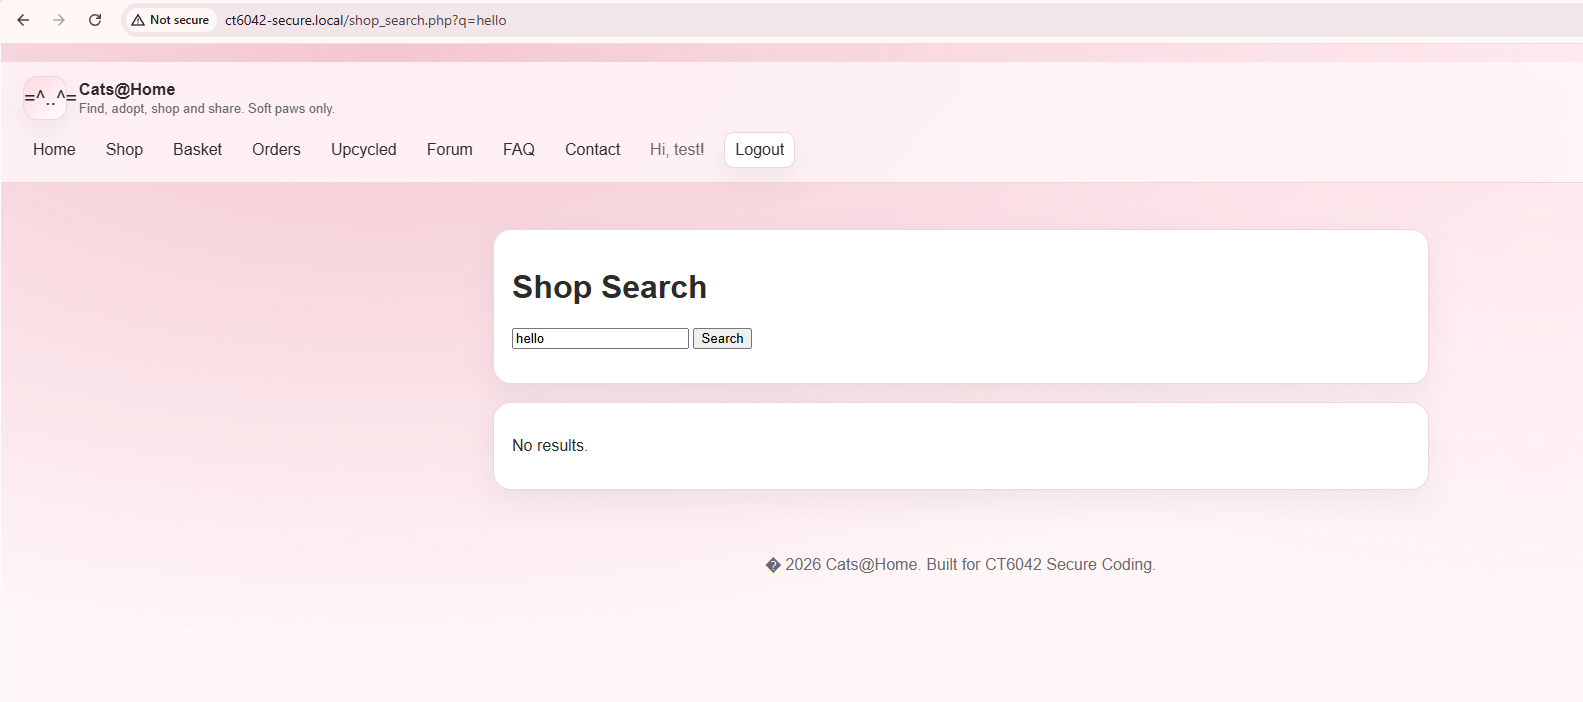 Not secure ct6042-secure.local/shop_search.php?q=hello
=^..^= Cats@Home
Find, adopt, shop and share. Soft paws only.
Home Shop Basket Orders Upcycled Forum FAQ Contact Hi, test! Logout
Shop Search
hello Search
No results.
� 2026 Cats@Home. Built for CT6042 Secure Coding.